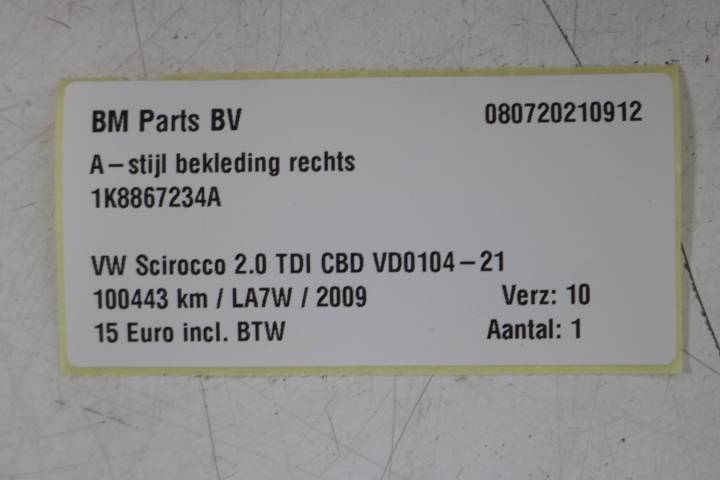 BM Parts BV 080720210912
A-stijl bekleding rechts
1K8867234A
VW Scirocco 2.0 TDI CBD VD0104-21
100443 km / LA7W / 2009 Verz: 10
15 Euro incl. BTW Aantal: 1